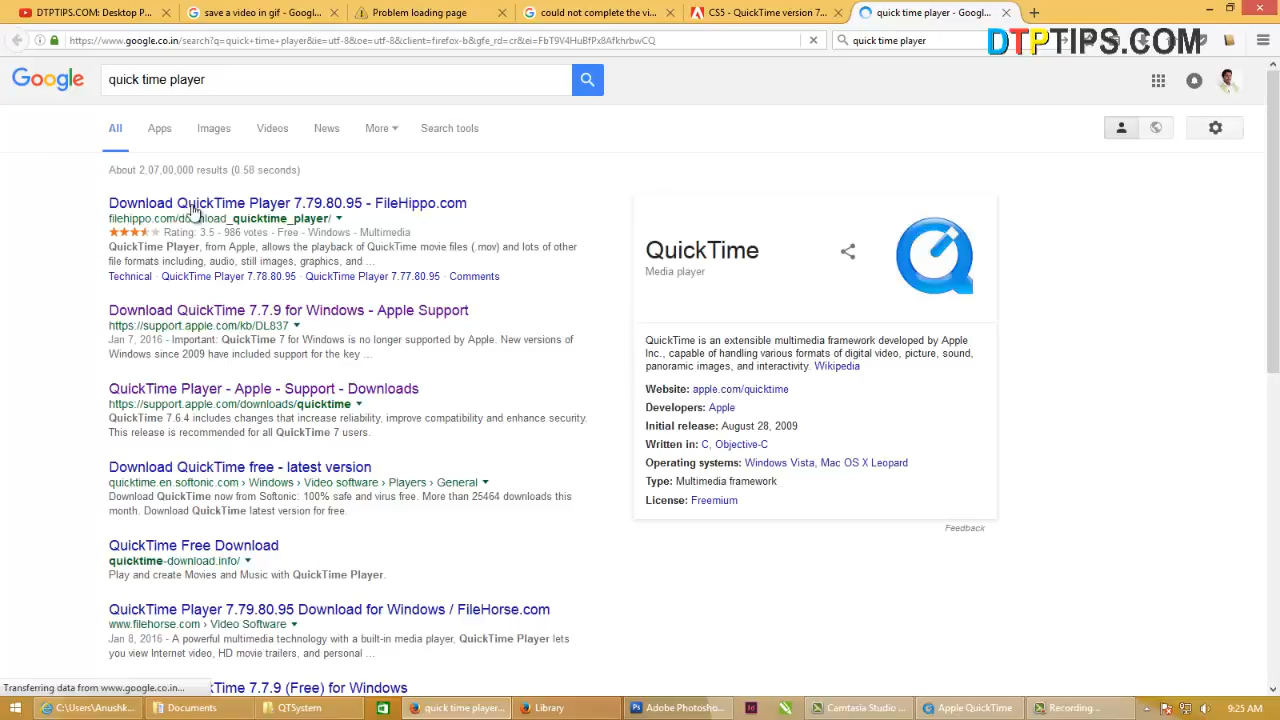 DTPTIPS.COM: Desktop P...
save a video in gif - Goog...
Problem loading page
could not complete the vi...
CS5 - QuickTime version 7...
quick time player - Googl...
https://www.google.co.in/search?q=quick+time+player&ie=utf-8&oe=utf-8&client=firefox-b&gfe_rd=cr&ei=FbT9V4HuBfPx8AfkhrbwCQ
quick time player
DTPTIPS.COM
Google
quick time player
All
Apps
Images
Videos
News
More
Search tools
About 2,07,00,000 results (0.58 seconds)
Download QuickTime Player 7.79.80.95 - FileHippo.com
filehippo.com/download_quicktime_player/
Rating: 3.5 - 986 votes - Free - Windows - Multimedia
QuickTime Player, from Apple, allows the playback of QuickTime movie files (.mov) and lots of other
file formats including, audio, still images, graphics, and ...
Technical · QuickTime Player 7.78.80.95 · QuickTime Player 7.77.80.95 · Comments
Download QuickTime 7.7.9 for Windows - Apple Support
https://support.apple.com/kb/DL837
Jan 7, 2016 - Important: QuickTime 7 for Windows is no longer supported by Apple. New versions of
Windows since 2009 have included support for the key ...
QuickTime Player - Apple - Support - Downloads
https://support.apple.com/downloads/quicktime
QuickTime 7.6.4 includes changes that increase reliability, improve compatibility and enhance security.
This release is recommended for all QuickTime 7 users.
Download QuickTime free - latest version
quicktime.en.softonic.com › Windows › Video software › Players › General
Download QuickTime now from Softonic: 100% safe and virus free. More than 25464 downloads this
month. Download QuickTime latest version for free.
QuickTime Free Download
quicktime-download.info/
Play and create Movies and Music with QuickTime Player.
QuickTime Player 7.79.80.95 Download for Windows / FileHorse.com
www.filehorse.com › Video Software
Jan 8, 2016 - A powerful multimedia technology with a built-in media player, QuickTime Player lets
you view Internet video, HD movie trailers, and personal ...
Time 7.7.9 (Free) for Windows
QuickTime
Media player
QuickTime is an extensible multimedia framework developed by Apple
Inc., capable of handling various formats of digital video, picture, sound,
panoramic images, and interactivity. Wikipedia
Website: apple.com/quicktime
Developers: Apple
Initial release: August 28, 2009
Written in: C, Objective-C
Operating systems: Windows Vista, Mac OS X Leopard
Type: Multimedia framework
License: Freemium
Feedback
Transferring data from www.google.co.in...
C:\Users\Anushk...
Documents
QTSystem
quick time player...
Library
Adobe Photosho...
Camtasia Studio ...
Apple QuickTime
Recording...
9:25 AM